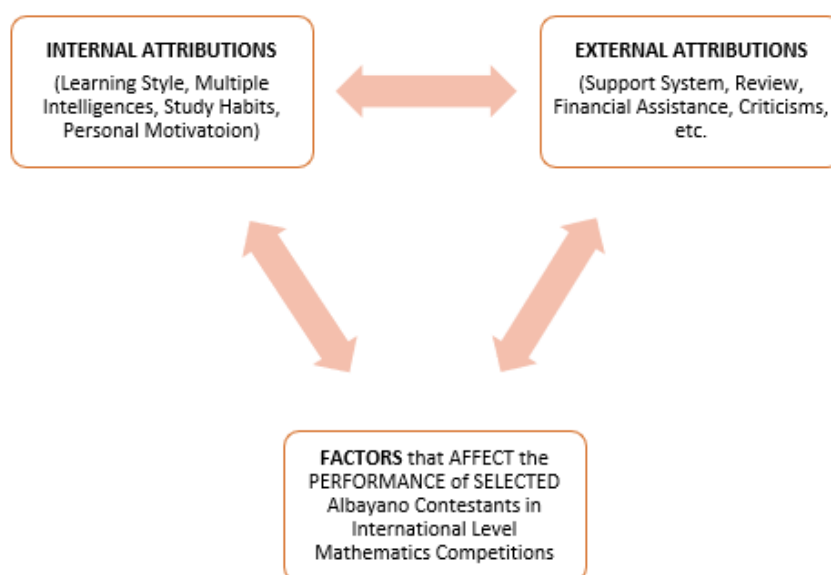 INTERNAL ATTRIBUTIONS
(Learning Style, Multiple
Intelligences, Study Habits,
Personal Motivatoion)
EXTERNAL ATTRIBUTIONS
(Support System, Review,
Financial Assistance, Criticisms,
etc.
FACTORS that AFFECT the
PERFORMANCE of SELECTED
Albayano Contestants in
International Level
Mathematics Competitions